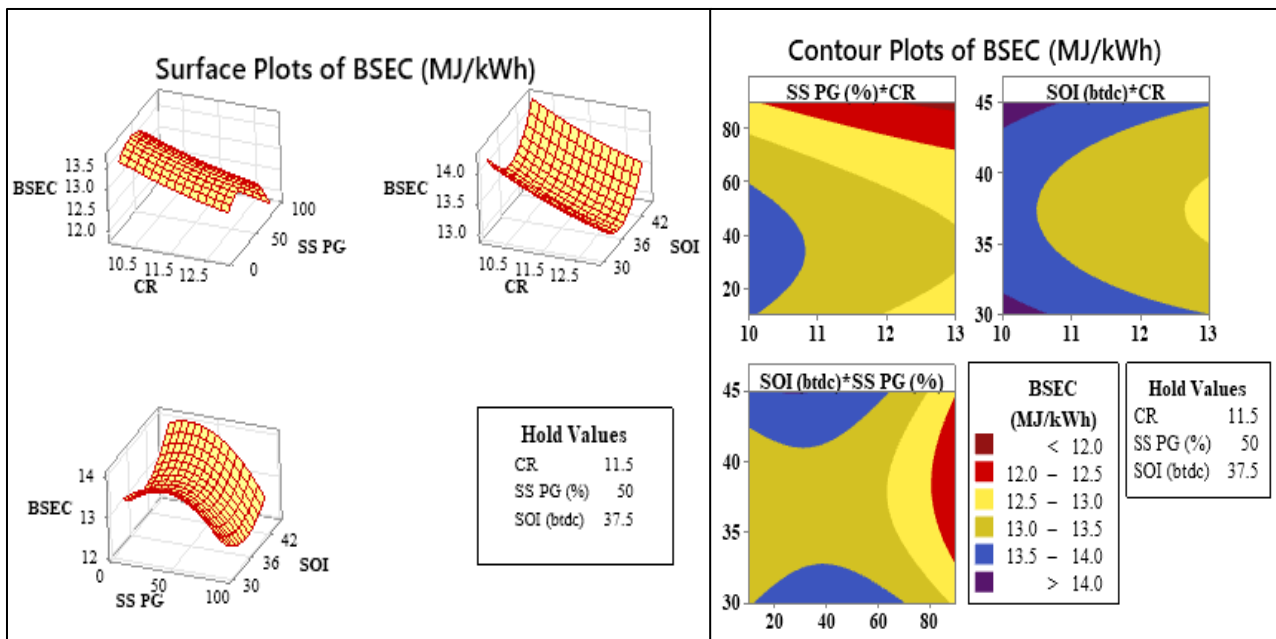 Surface Plots of BSEC (MJ/kWh)
13.5
13.0
12.5
12.0
BSEC
10.5 11.5 12.5
CR
0
50
100
SS PG
14.0
13.5
13.0
BSEC
10.5 11.5 12.5
CR
30
36
42
SOI
14
13
12
BSEC
0
50
100
SS PG
30
36
42
SOI
Hold Values
CR 11.5
SS PG (%) 50
SOI (btdc) 37.5
Contour Plots of BSEC (MJ/kWh)
SS PG (%)*CR
80
60
40
20
10 11 12 13
SOI (btdc)*CR
45
40
35
30
10 11 12 13
SOI (btdc)*SS PG (%)
45
40
35
30
20 40 60 80
BSEC
(MJ/kWh)
< 12.0
12.0 – 12.5
12.5 – 13.0
13.0 – 13.5
13.5 – 14.0
> 14.0
Hold Values
CR 11.5
SS PG (%) 50
SOI (btdc) 37.5